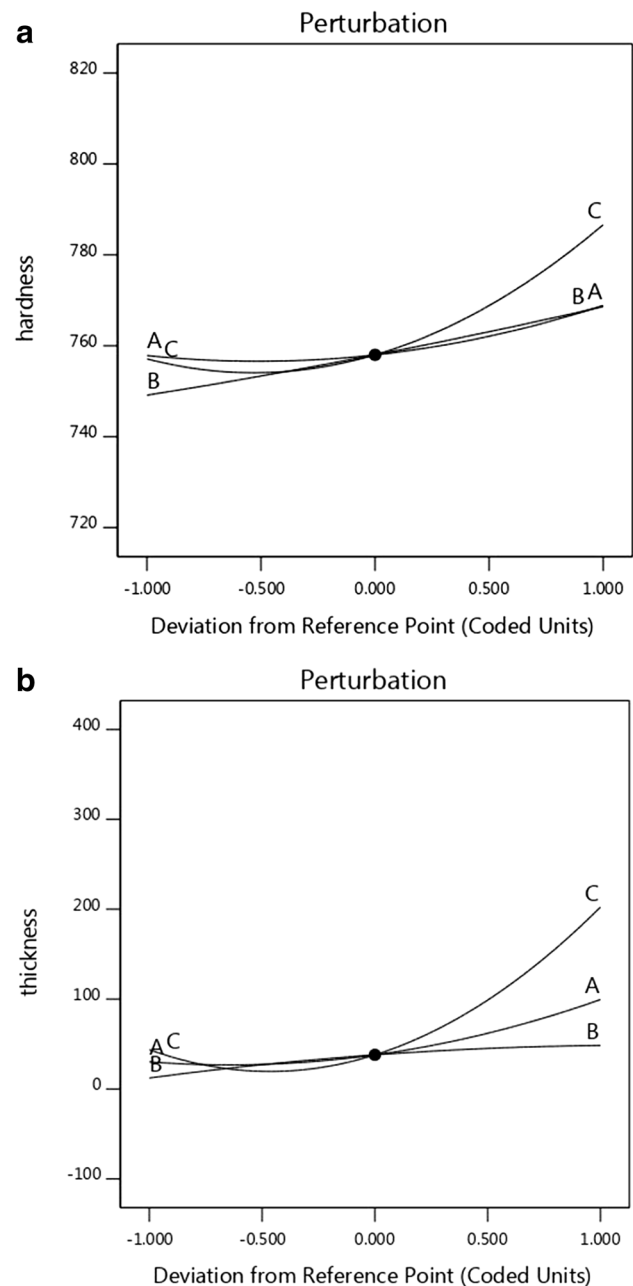 a
Perturbation
820
800
780
760
740
720
hardness
C
B A
A C
B
-1.000 -0.500 0.000 0.500 1.000
Deviation from Reference Point (Coded Units)
b
Perturbation
400
300
200
100
0
-100
thickness
C
A
B
A C
B
-1.000 -0.500 0.000 0.500 1.000
Deviation from Reference Point (Coded Units)